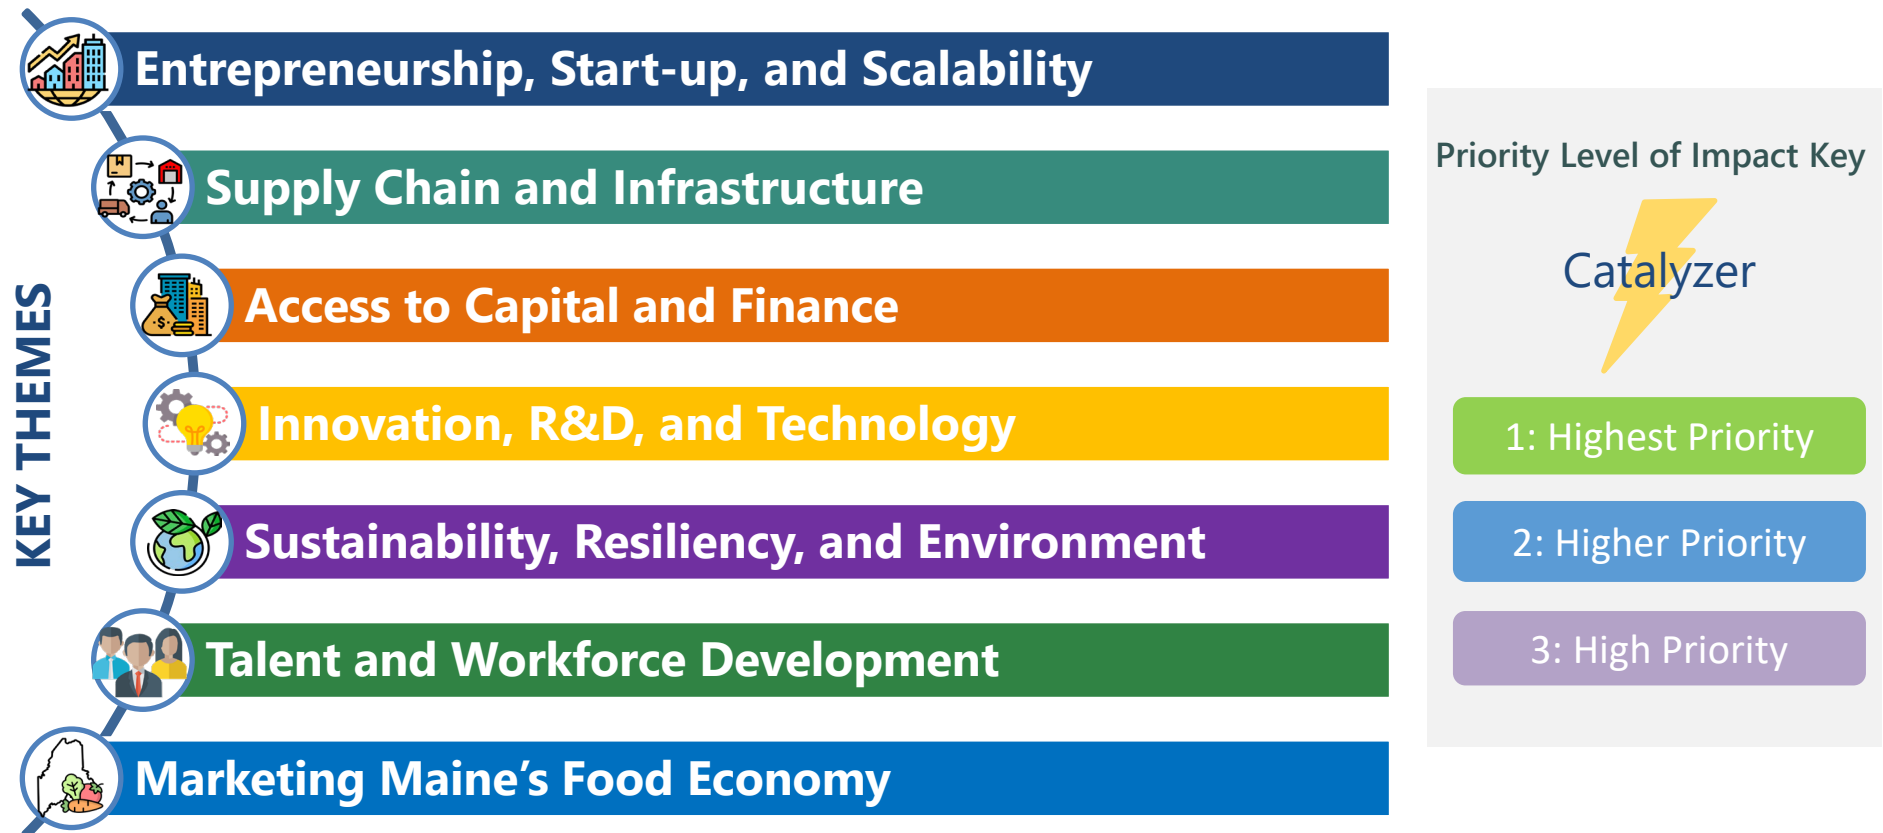 KEY THEMES
Entrepreneurship, Start-up, and Scalability
Supply Chain and Infrastructure
Access to Capital and Finance
Innovation, R&D, and Technology
Sustainability, Resiliency, and Environment
Talent and Workforce Development
Marketing Maine’s Food Economy
Priority Level of Impact Key
Catalyzer
1: Highest Priority
2: Higher Priority
3: High Priority